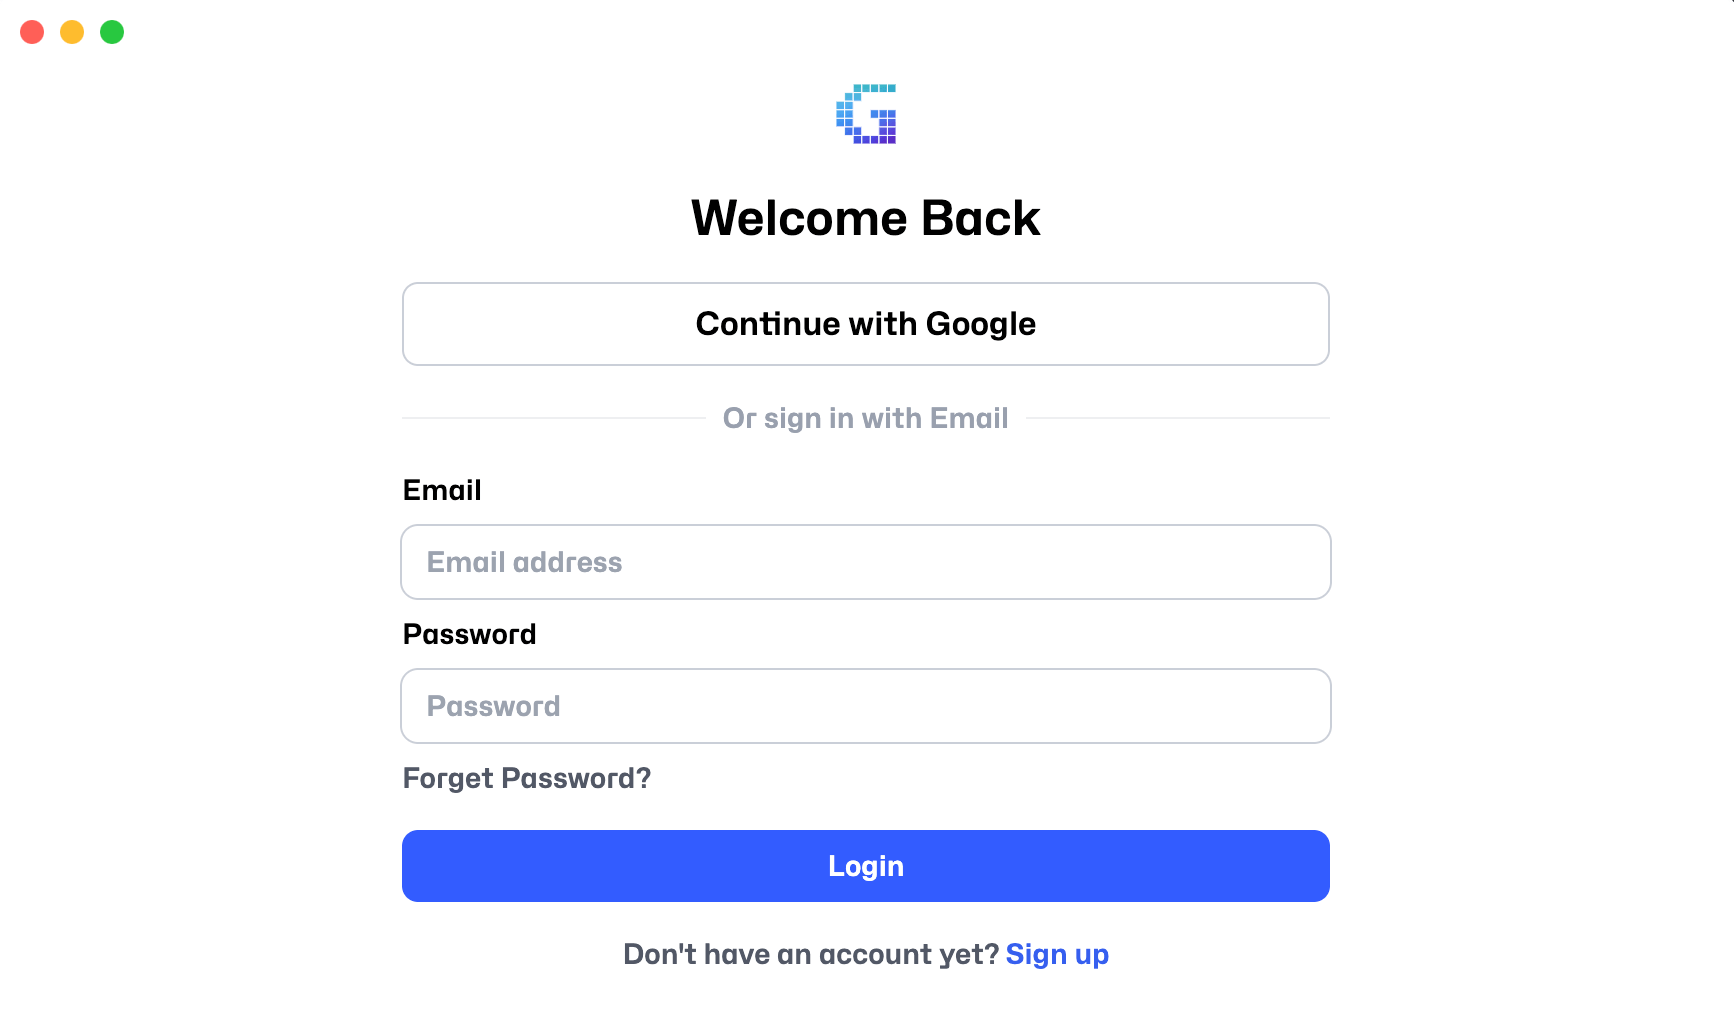 Welcome Back
Continue with Google
Or sign in with Email
Email
Email address
Password
Password
Forget Password?
Login
Don't have an account yet? Sign up